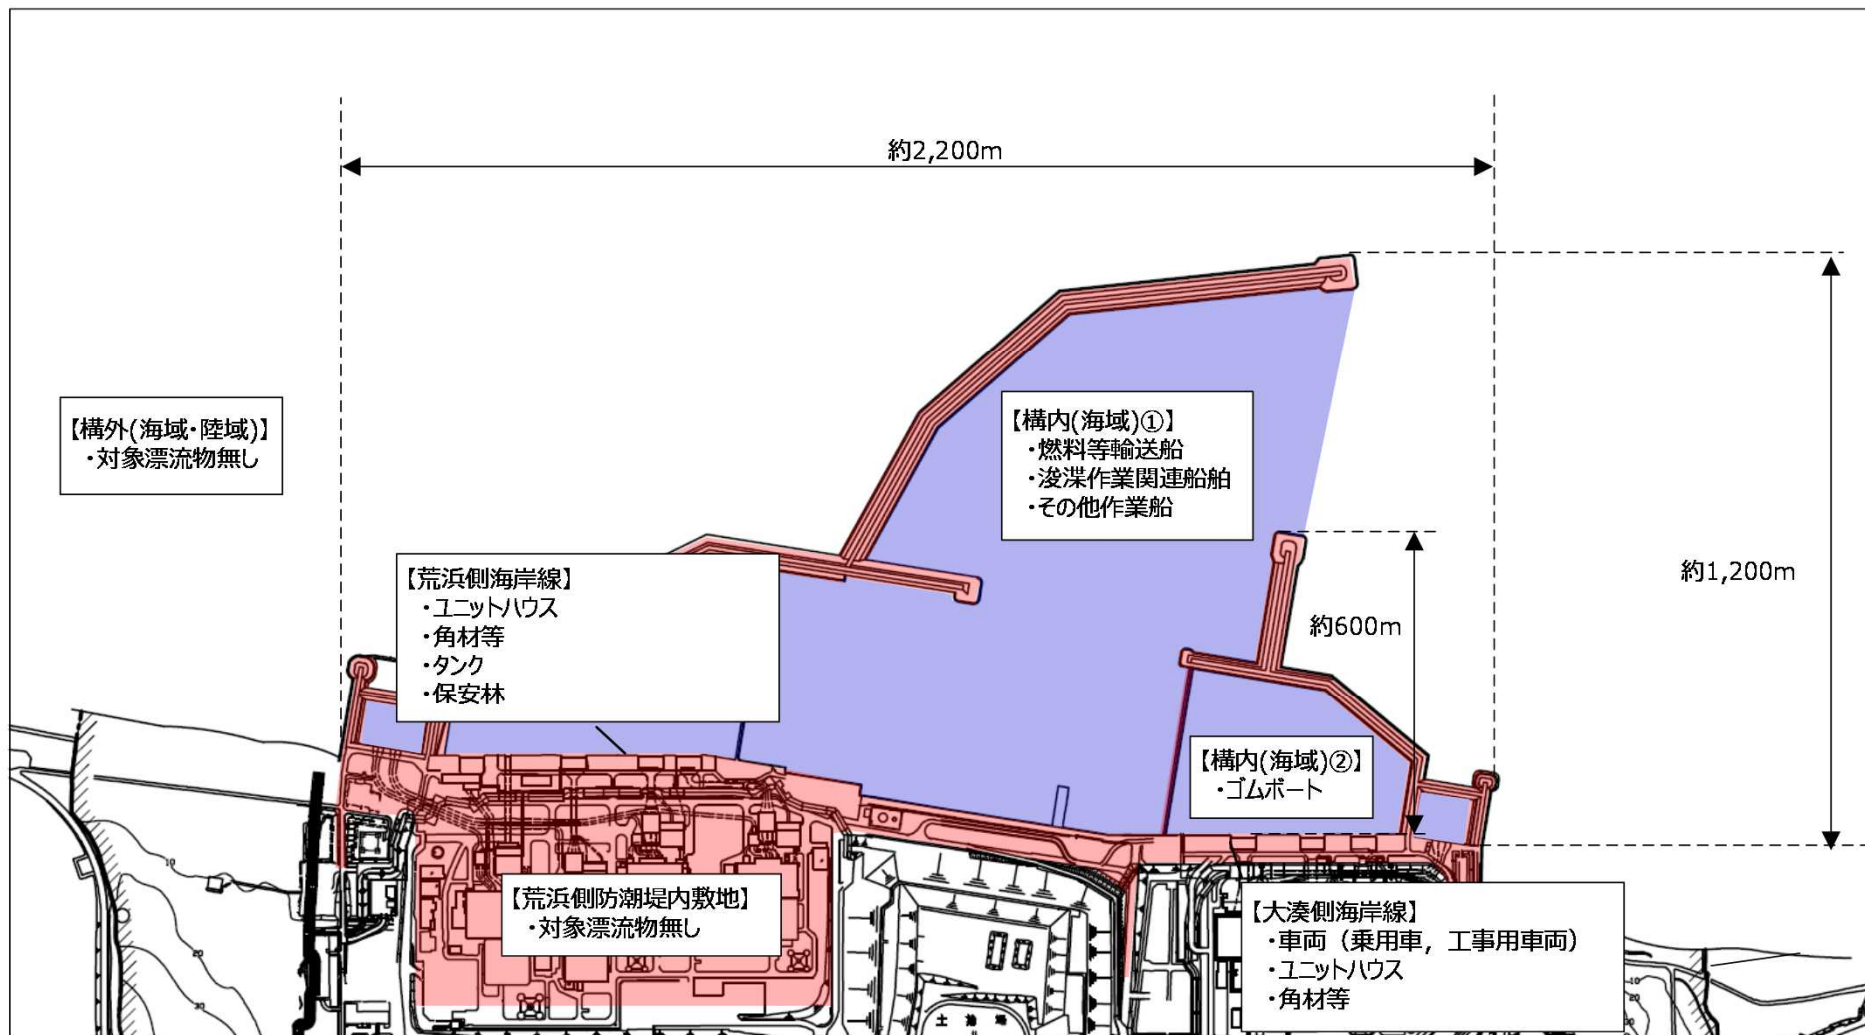 約2,200m
【構外(海域・陸域)】
・対象漂流物無し
【構内(海域)①】
・燃料等輸送船
・浚渫作業関連船舶
・その他作業船
約1,200m
約600m
【荒浜側海岸線】
・ユニットハウス
・角材等
・タンク
・保安林
【構内(海域)②】
・ゴムボート
【荒浜側防潮堤内敷地】
・対象漂流物無し
【大湊側海岸線】
・車両（乗用車，工事用車両）
・ユニットハウス
・角材等
10
20
土捨場